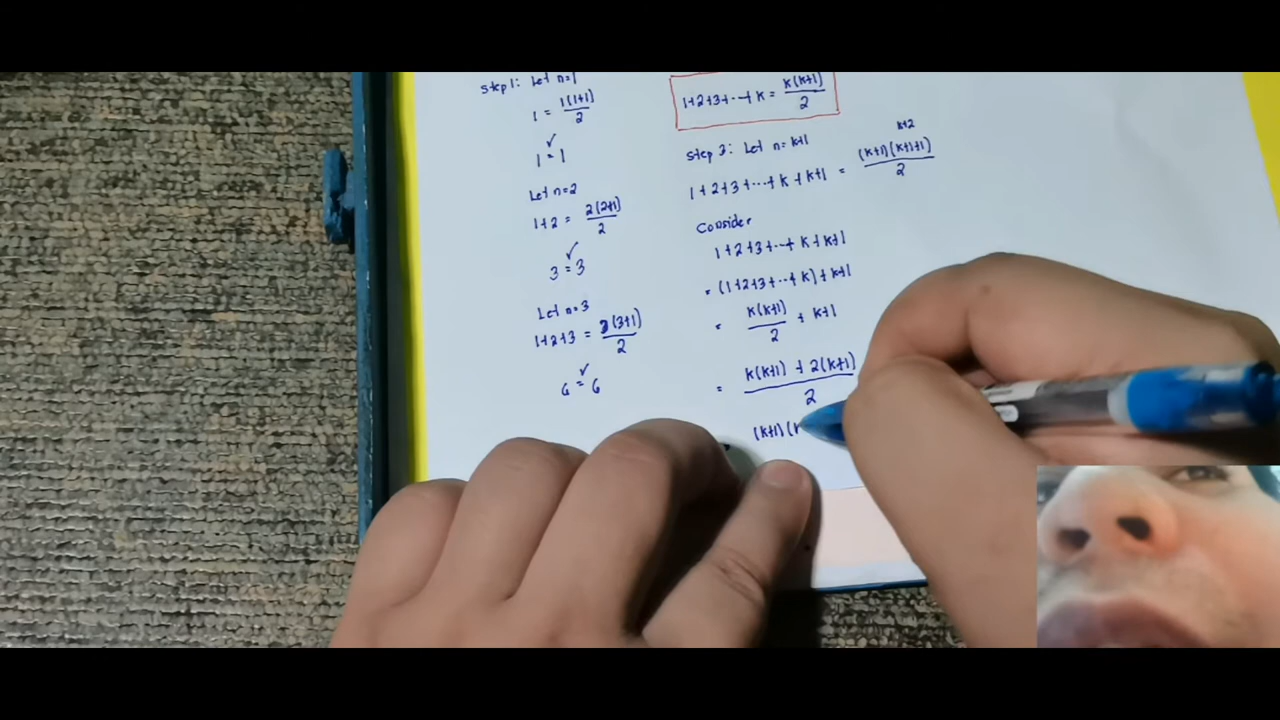 step 1: Let n=1
1 = 1(1+1)/2
1 = 1
Let n=2
1+2 = 2(2+1)/2
3 = 3
Let n=3
1+2+3 = 3(3+1)/2
6 = 6
1+2+3+...+k = k(k+1)/2
step 3: Let n=k+1
k+2
1+2+3+...+k+k+1 = (k+1)(k+1+1)/2
Consider
1+2+3+...+k+k+1
= (1+2+3+...+k)+k+1
= k(k+1)/2 + k+1
= k(k+1)+2(k+1)/2
(k+1)(